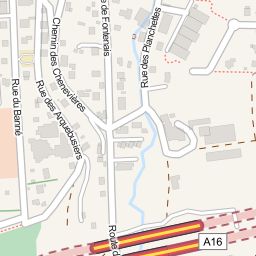 e de Fontenais
Chemin des Chenevières
Rue des Planchettes
Rue du Banné
Rue des Arquebusiers
Route d
A16